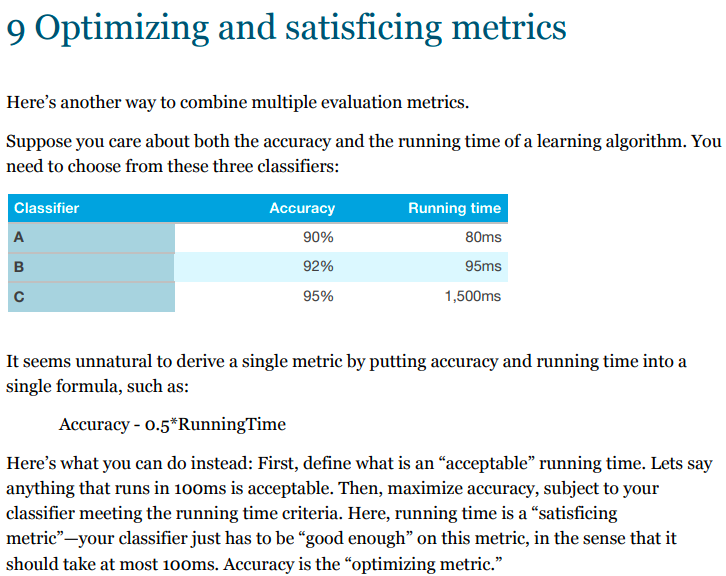 9 Optimizing and satisficing metrics
Here’s another way to combine multiple evaluation metrics.
Suppose you care about both the accuracy and the running time of a learning algorithm. You
need to choose from these three classifiers:
Classifier Accuracy Running time
A 90% 80ms
B 92% 95ms
C 95% 1,500ms
It seems unnatural to derive a single metric by putting accuracy and running time into a
single formula, such as:
Accuracy - 0.5*RunningTime
Here’s what you can do instead: First, define what is an “acceptable” running time. Lets say
anything that runs in 100ms is acceptable. Then, maximize accuracy, subject to your
classifier meeting the running time criteria. Here, running time is a “satisficing
metric”—your classifier just has to be “good enough” on this metric, in the sense that it
should take at most 100ms. Accuracy is the “optimizing metric.”